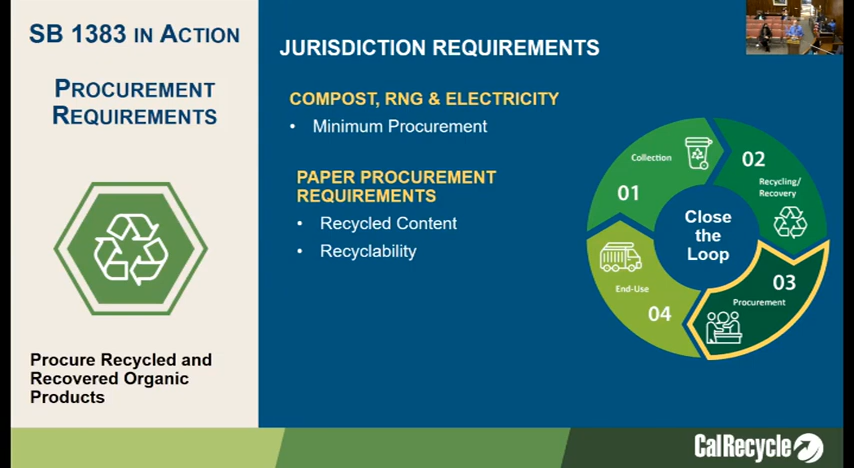 SB 1383 IN ACTION
PROCUREMENT
REQUIREMENTS
Procure Recycled and
Recovered Organic
Products
JURISDICTION REQUIREMENTS
COMPOST, RNG & ELECTRICITY
• Minimum Procurement
PAPER PROCUREMENT
REQUIREMENTS
• Recycled Content
• Recyclability
Collection
01
02
Recycling/
Recovery
Close
the
Loop
03
Procurement
End-Use
04
CalRecycle